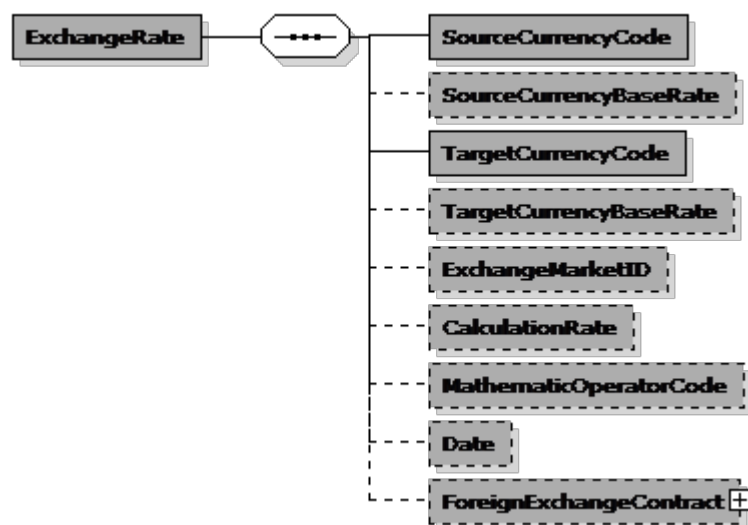 ExchangeRate
SourceCurrencyCode
SourceCurrencyBaseRate
TargetCurrencyCode
TargetCurrencyBaseRate
ExchangeMarketID
CalculationRate
MathematicOperatorCode
Date
ForeignExchangeContract